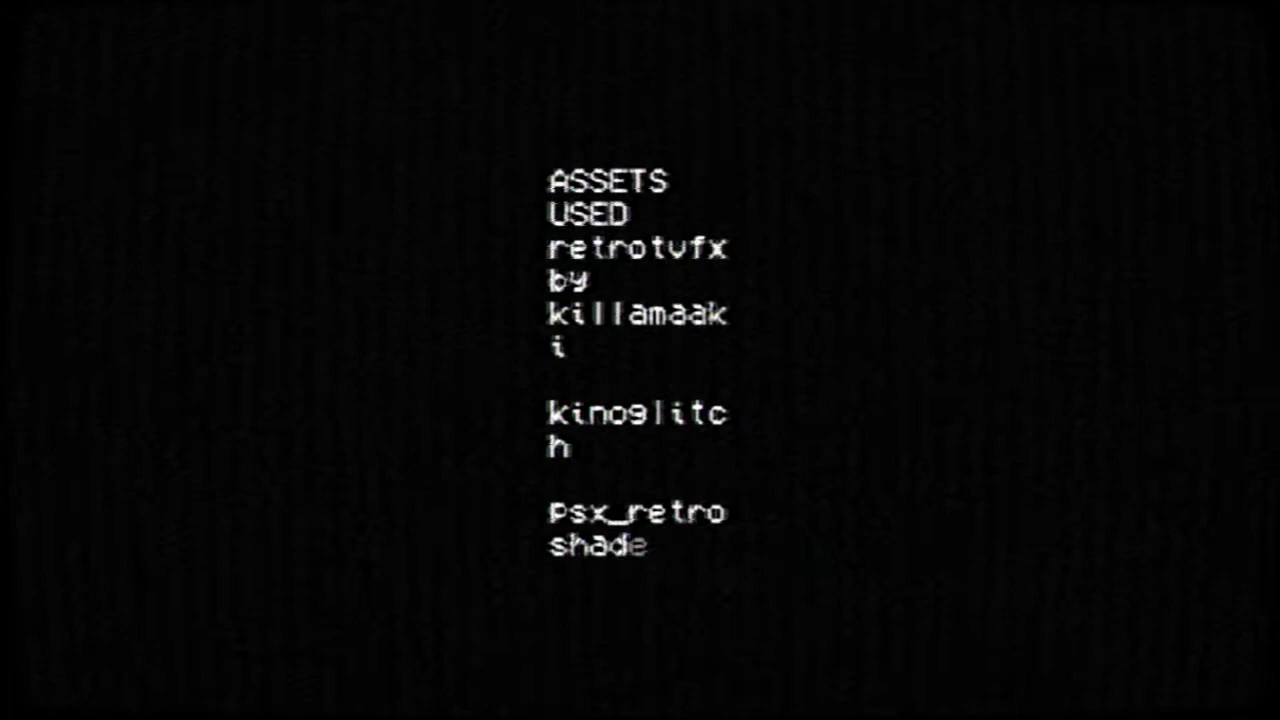 ASSETS
USED
retrotvfx
by
killamaak
i
kinoglitc
h
psx_retro
shade